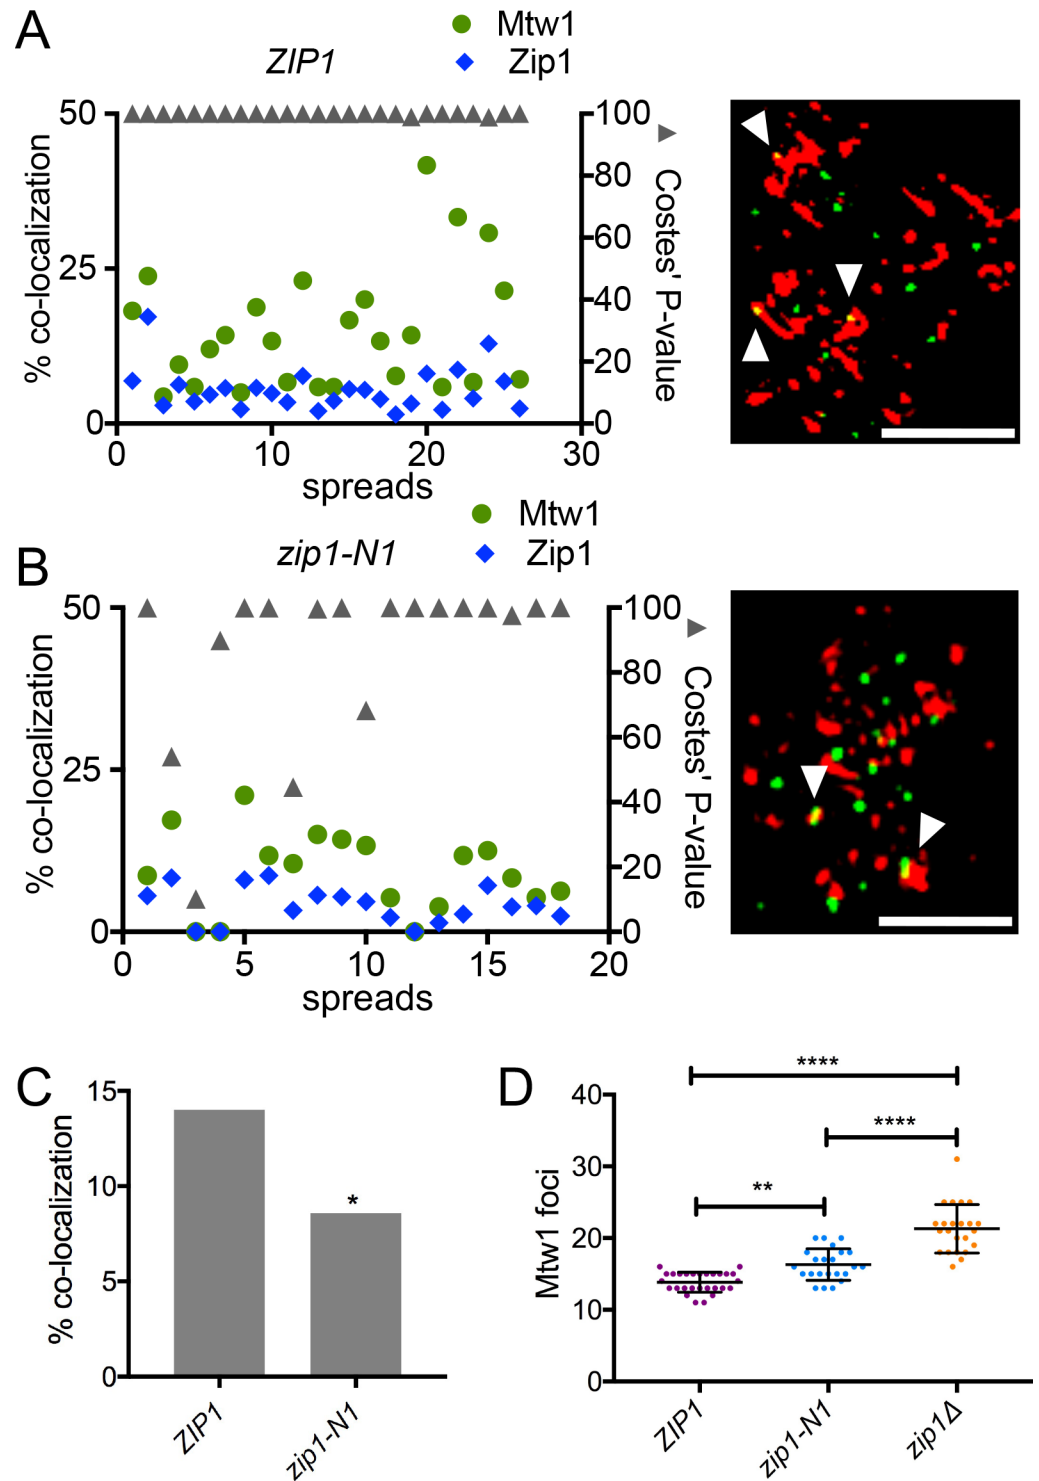 A
ZIP1
Mtw1
Zip1
% co-localization
50
25
0
100
80
60
40
20
0
Costes' P-value
0
10
20
30
spreads
B
zip1-N1
Mtw1
Zip1
% co-localization
50
25
0
100
80
60
40
20
0
Costes' P-value
0
5
10
15
20
spreads
C
% co-localization
15
10
5
0
*
ZIP1
zip1-N1
D
Mtw1 foci
40
30
20
10
0
****
****
**
ZIP1
zip1-N1
zip1Δ